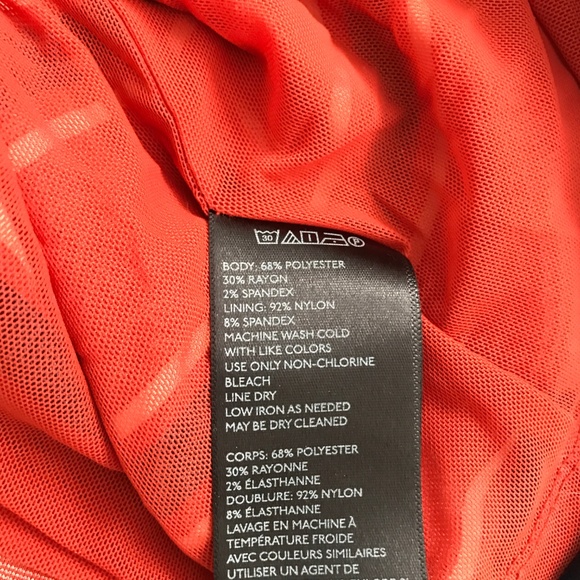 30 P
BODY: 68% POLYESTER
30% RAYON
2% SPANDEX
LINING: 92% NYLON
8% SPANDEX
MACHINE WASH COLD
WITH LIKE COLORS
USE ONLY NON-CHLORINE
BLEACH
LINE DRY
LOW IRON AS NEEDED
MAY BE DRY CLEANED
CORPS: 68% POLYESTER
30% RAYONNE
2% ÉLASTHANNE
DOUBLURE: 92% NYLON
8% ÉLASTHANNE
LAVAGE EN MACHINE À
TEMPÉRATURE FROIDE
AVEC COULEURS SIMILAIRES
UTILISER UN AGENT DE